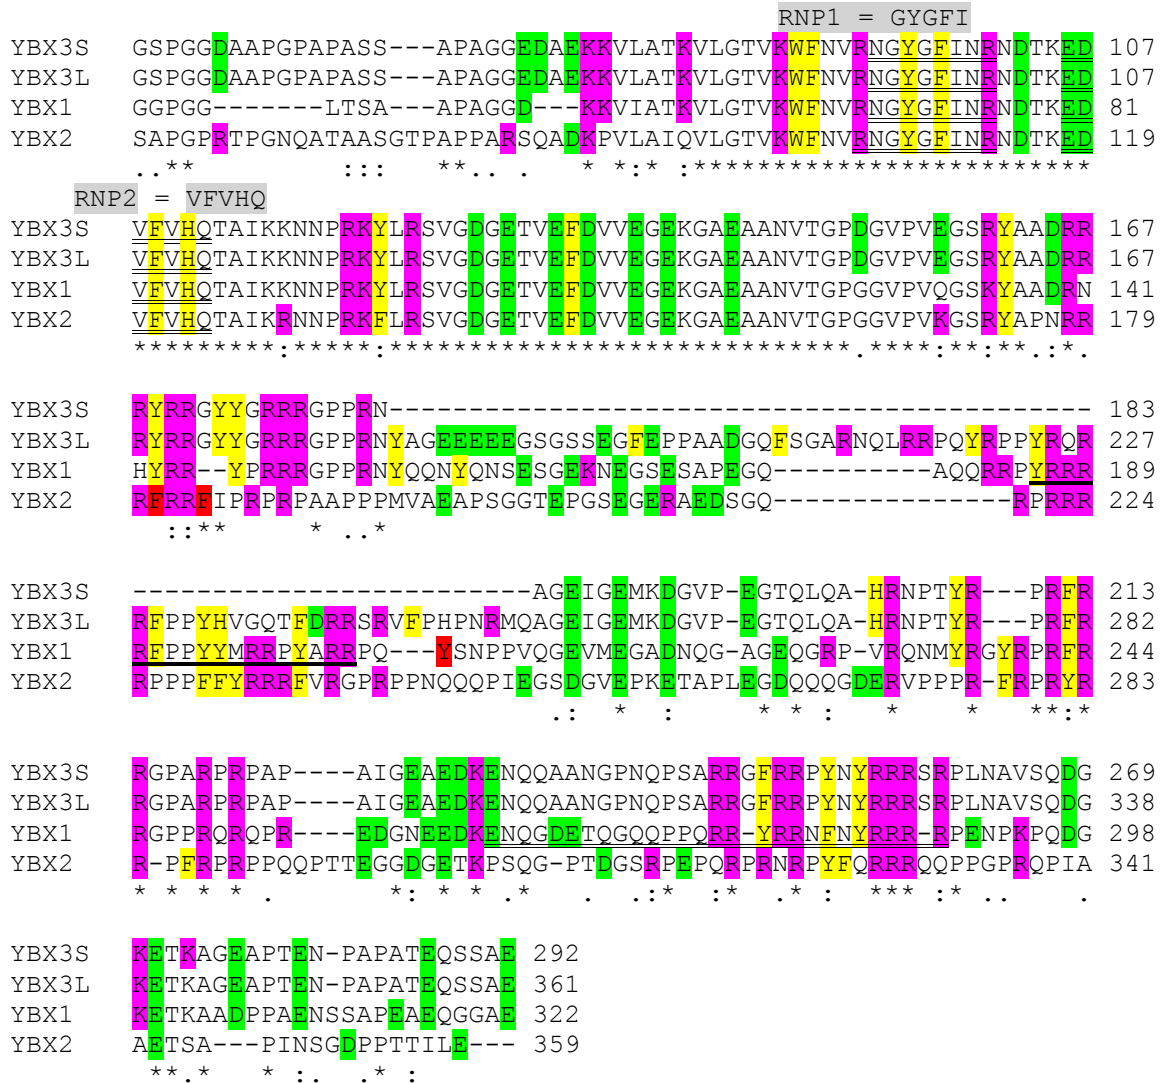 RNP1 = GYGFI
YBX3S GSPGGDAAPGPAPASS---APAGGEDAEKKVLATKVLGTVKWFNVRNGYGFINRNDTKED 107
YBX3L GSPGGDAAPGPAPASS---APAGGEDAEKKVLATKVLGTVKWFNVRNGYGFINRNDTKED 107
YBX1 GGPGG-------LTSA---APAGGD---KKVIATKVLGTVKWFNVRNGYGFINRNDTKED 81
YBX2 SAPGPRTPGNQATAASGTPAPPARSQADKPVLAIQVLGTVKWFNVRNGYGFINRNDTKED 119
..** ::: **.. . * *:* :*************************
RNP2 = VFVHQ
YBX3S VFVHQTAIKKNNPRKYLRSVGDGETVEFDVVEGEKGAEAANVTGPDGVPVEGSRYAADRR 167
YBX3L VFVHQTAIKKNNPRKYLRSVGDGETVEFDVVEGEKGAEAANVTGPDGVPVEGSRYAADRR 167
YBX1 VFVHQTAIKKNNPRKYLRSVGDGETVEFDVVEGEKGAEAANVTGPGGVPVQGSKYAADRN 141
YBX2 VFVHQTAIKRNNPRKFLRSVGDGETVEFDVVEGEKGAEAANVTGPGGVPVKGSRYAPNRR 179
*********:*****:*****************************.****:**:**.:*.
YBX3S RYRRGYYGRRRGPPRN-------------------------------------------- 183
YBX3L RYRRGYYGRRRGPPRNYAGEEEEEGSGSSEGFEPPAADGQFSGARNQLRRPQYRPPYRQR 227
YBX1 HYRR--YPRRRGPPRNYQQNYQNSESGEKNEGSESAPEGQ----------AQQRRPYRRR 189
YBX2 RFRRFIPRPRPAAPPPMVAEAPSGGTEPGSEGERAEDSGQ---------------RPRRR 224
::** * ..*
YBX3S -------------------------AGEIGEMKDGVP-EGTQLQA-HRNPTYR---PRFR 213
YBX3L RFPPYHVGQTFDRRSRVFPHPNRMQAGEIGEMKDGVP-EGTQLQA-HRNPTYR---PRFR 282
YBX1 RFPPYYMRRPYARRPQ---YSNPPVQGEVMEGADNQG-AGEQGRP-VRQNMYRGYRPRFR 244
YBX2 RPPPFFYRRRFVRGPRPPNQQQPIEGSDGVEPKETAPLEGDQQQGDERVPPPR-FRPRYR 283
.: * : * * : * * **:*
YBX3S RGPARPRPAP----AIGEAEDKENQQAANGPNQPSARRGFRRPYNYRRRSRPLNAVSQDG 269
YBX3L RGPARPRPAP----AIGEAEDKENQQAANGPNQPSARRGFRRPYNYRRRSRPLNAVSQDG 338
YBX1 RGPPRQRQPR----EDGNEEDKENQGDETQGQQPPQRR-YRRNFNYRRR-RPENPKPQDG 298
YBX2 R-PFRPRPPQQPTTEGGDGETKPSQG-PTDGSRPEPQRPRNRPYFQRRRQQPPGPRQPIA 341
* * * * . *: * * .* . .:* :* .* : *** :* .. .
YBX3S KETKAGEAPTEN-PAPATEQSSAE 292
YBX3L KETKAGEAPTEN-PAPATEQSSAE 361
YBX1 KETKAADPPAENSSAPEAEQGGAE 322
YBX2 AETSA---PINSGDPPTTILE--- 359
**.* * :. .* :